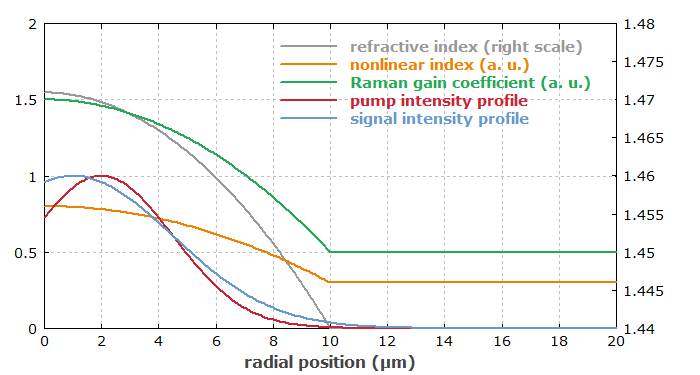 2
1.5
1
0.5
0
refractive index (right scale)
nonlinear index (a. u.)
Raman gain coefficient (a. u.)
pump intensity profile
signal intensity profile
1.48
1.475
1.47
1.465
1.46
1.455
1.45
1.445
1.44
0 2 4 6 8 10 12 14 16 18 20
radial position (μm)